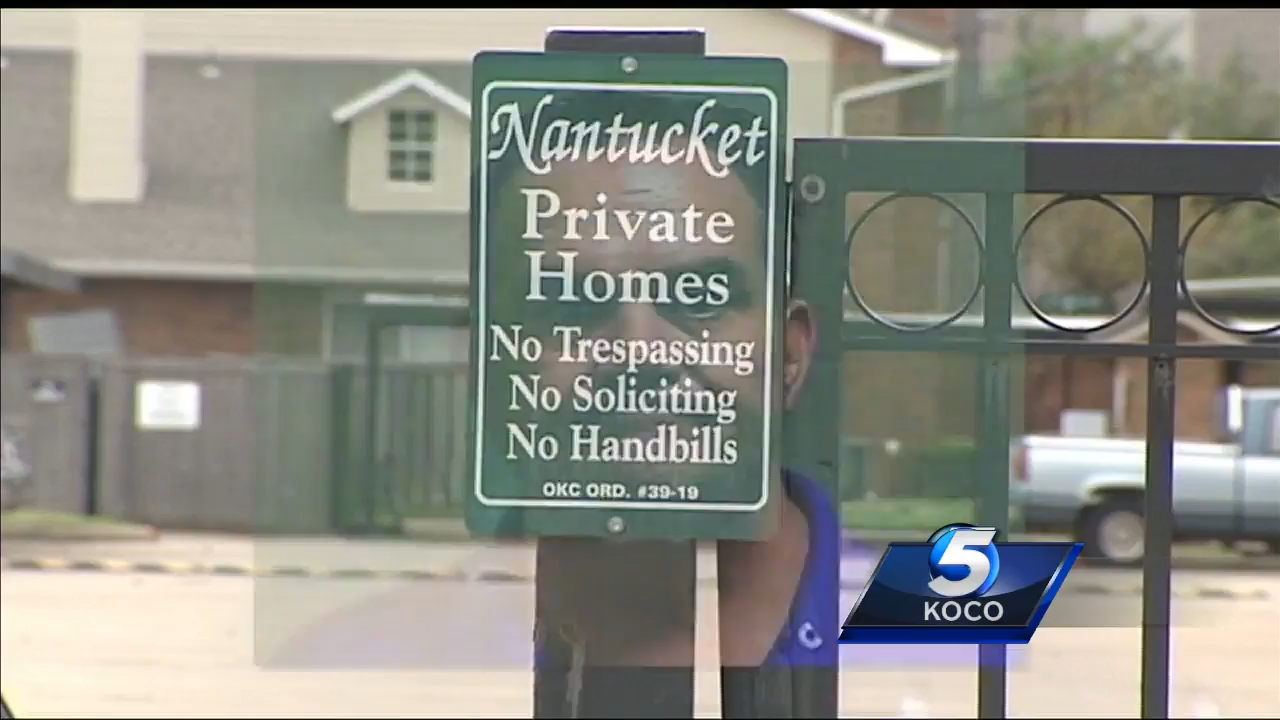 Nantucket
Private
Homes
No Trespassing
No Soliciting
No Handbills
OKC ORD. #39-19
5
KOCO